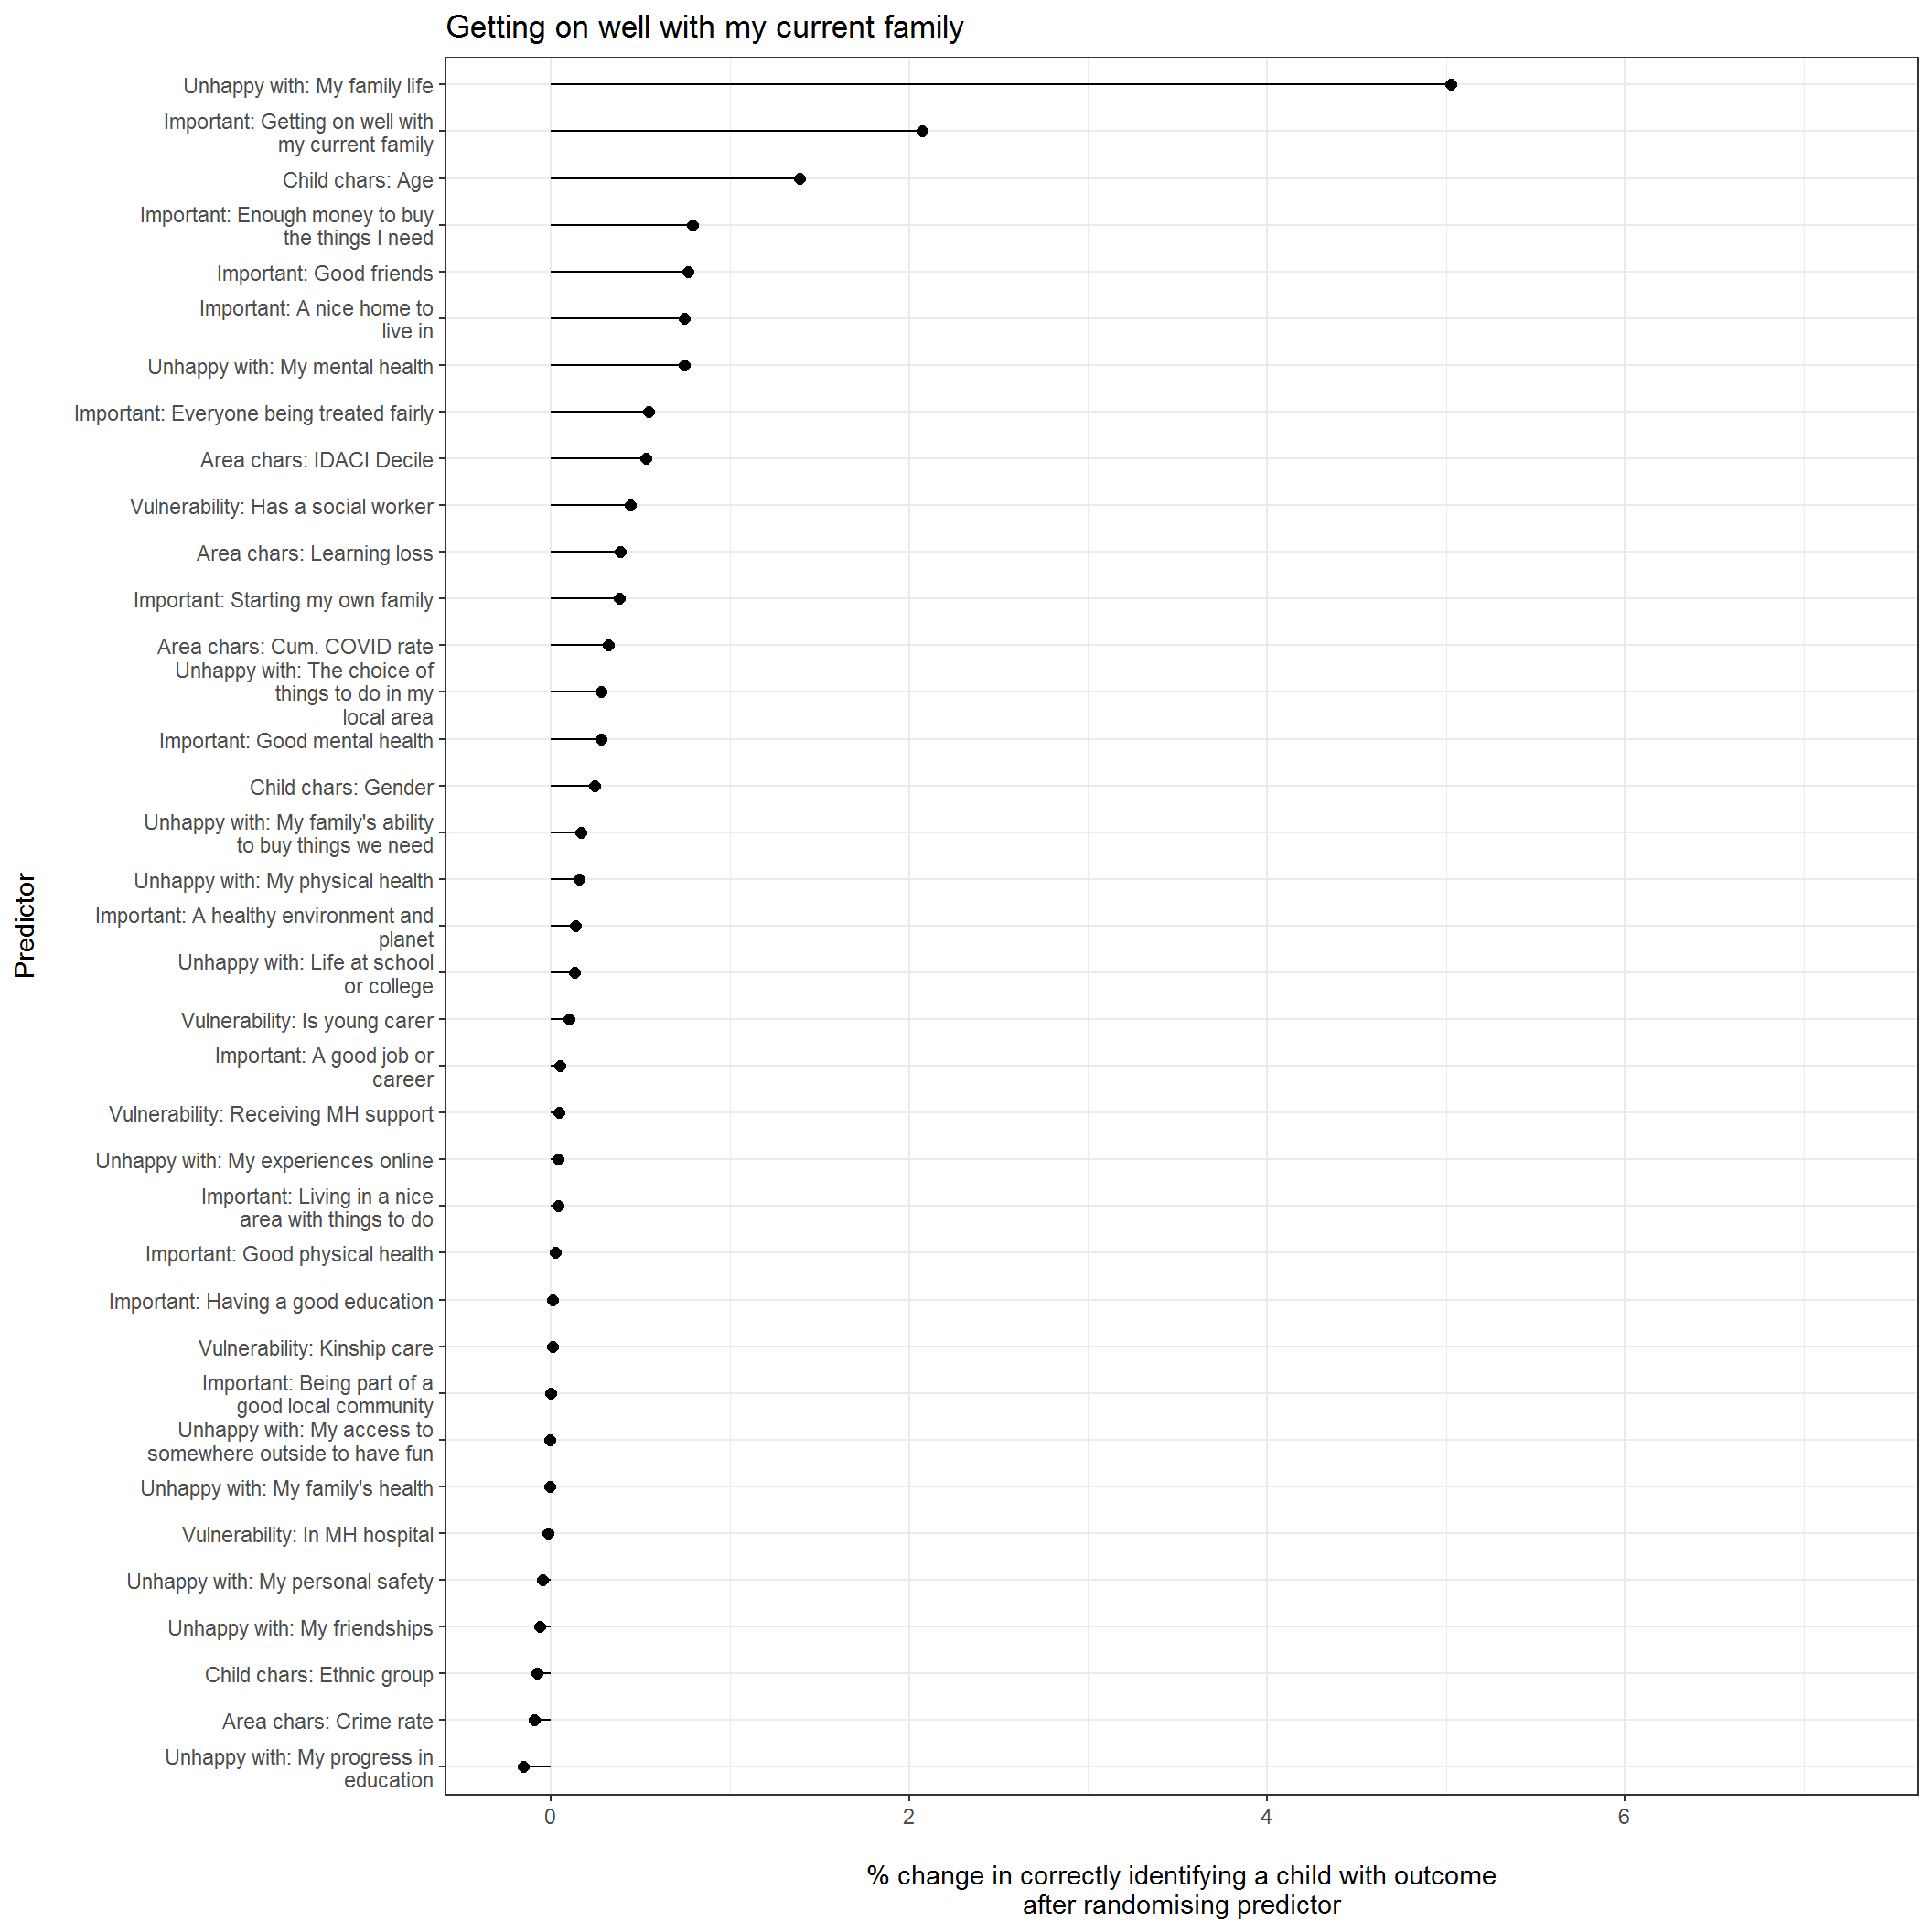 Getting on well with my current family
Unhappy with: My family life
Important: Getting on well with
my current family
Child chars: Age
Important: Enough money to buy
the things I need
Important: Good friends
Important: A nice home to
live in
Unhappy with: My mental health
Important: Everyone being treated fairly
Area chars: IDACI Decile
Vulnerability: Has a social worker
Area chars: Learning loss
Important: Starting my own family
Area chars: Cum. COVID rate
Unhappy with: The choice of
things to do in my
local area
Important: Good mental health
Child chars: Gender
Unhappy with: My family's ability
to buy things we need
Unhappy with: My physical health
Important: A healthy environment and
planet
Unhappy with: Life at school
or college
Vulnerability: Is young carer
Important: A good job or
career
Vulnerability: Receiving MH support
Unhappy with: My experiences online
Important: Living in a nice
area with things to do
Important: Good physical health
Important: Having a good education
Vulnerability: Kinship care
Important: Being part of a
good local community
Unhappy with: My access to
somewhere outside to have fun
Unhappy with: My family's health
Vulnerability: In MH hospital
Unhappy with: My personal safety
Unhappy with: My friendships
Child chars: Ethnic group
Area chars: Crime rate
Unhappy with: My progress in
education
Predictor
0 2 4 6
% change in correctly identifying a child with outcome
after randomising predictor